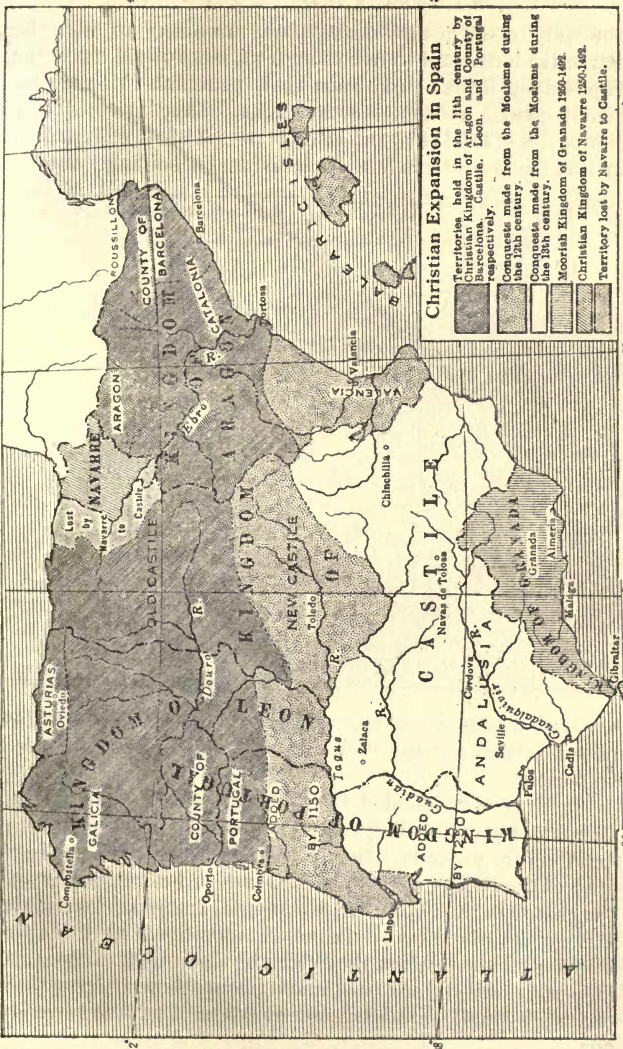 Christian Expansion in Spain
Territories held in the 11th century by
Christian Kingdom of Aragon and County of
Barcelona, Castile, Leon, and Portugal
respectively.
Conquests made from the Moslems during
the 12th century.
Conquests made from the Moslems during
the 13th century.
Moorish Kingdom of Granada 1250-1492.
Christian Kingdom of Navarre 1250-1492.
Territory lost by Navarre to Castile.
ATLANTIC OCEAN
Compostella
GALICIA
ASTURIAS
Oviedo
KINGDOM OF LEON
Oporto
COUNTY OF
PORTUGAL
Coimbra
ADDED
BY 1150
KINGDOM OF PORTUGAL
ADDED
BY 1250
Douro R.
OLD CASTILE
Lost
by
Navarre
to
Castile
NAVARRE
ARAGON
KINGDOM OF ARAGON
Ebro R.
ROUSSILLON
COUNTY OF
BARCELONA
Barcelona
CATALONIA
Tortosa
BALEARIC ISLES
Valencia
VALENCIA
KINGDOM OF CASTILE
NEW CASTILE
Toledo
Tagus R.
Zalaca
Chinchilla
Navas de Tolosa
Cordova
ANDALUSIA
Seville
Guadalquivir R.
Palos
Cadiz
Gibraltar
KINGDOM OF GRANADA
Granada
Almeria
Malaga